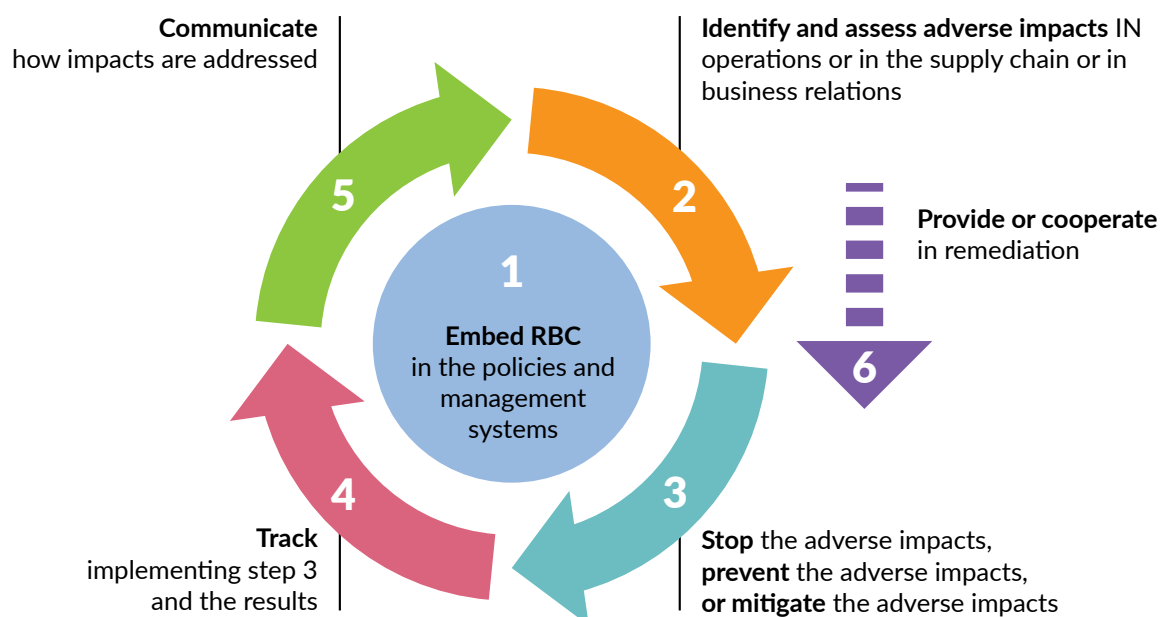 Communicate
how impacts are addressed
Identify and assess adverse impacts IN
operations or in the supply chain or in
business relations
5
2
Provide or cooperate
in remediation
6
1
Embed RBC
in the policies and
management
systems
4
3
Track
implementing step 3
and the results
Stop the adverse impacts,
prevent the adverse impacts,
or mitigate the adverse impacts